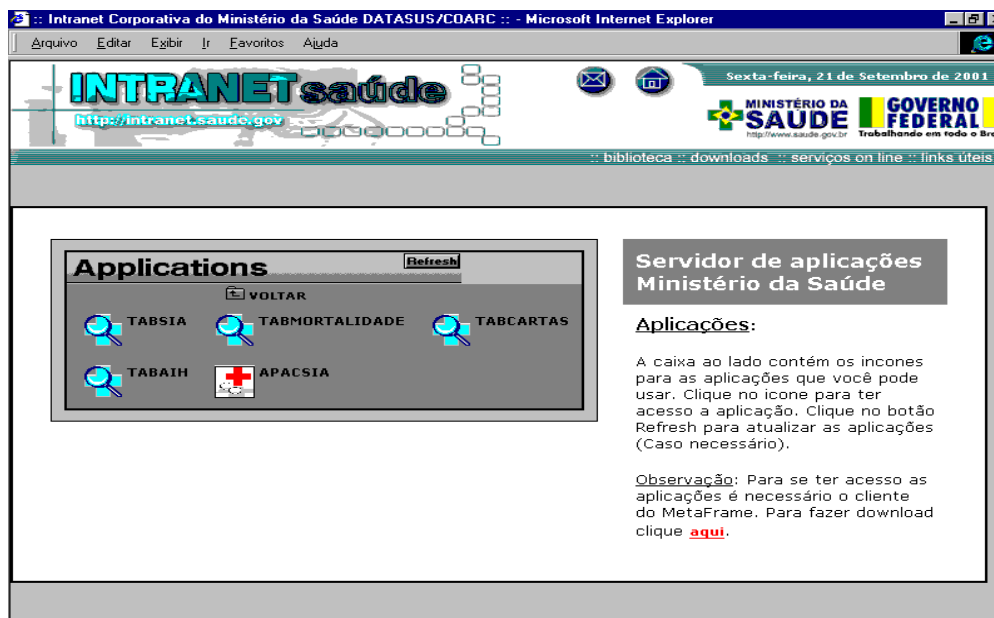 :: Intranet Corporativa do Ministério da Saúde DATASUS/COARC :: - Microsoft Internet Explorer
Arquivo Editar Exibir Ir Favoritos Ajuda
INTRANET saúde
http://intranet.saude.gov
Sexta-feira, 21 de Setembro de 2001
MINISTÉRIO DA
SAÚDE
http://www.saude.gov.br
GOVERNO
FEDERAL
Trabalhando em todo o Bra
:: biblioteca :: downloads :: serviços on line :: links úteis
Applications
Refresh
VOLTAR
TABSIA TABMORTALIDADE TABCARTAS
TABAIH APACSIA
Servidor de aplicações
Ministério da Saúde
Aplicações:
A caixa ao lado contém os incones
para as aplicações que você pode
usar. Clique no icone para ter
acesso a aplicação. Clique no botão
Refresh para atualizar as aplicações
(Caso necessário).
Observação: Para se ter acesso as
aplicações é necessário o cliente
do MetaFrame. Para fazer download
clique aqui.